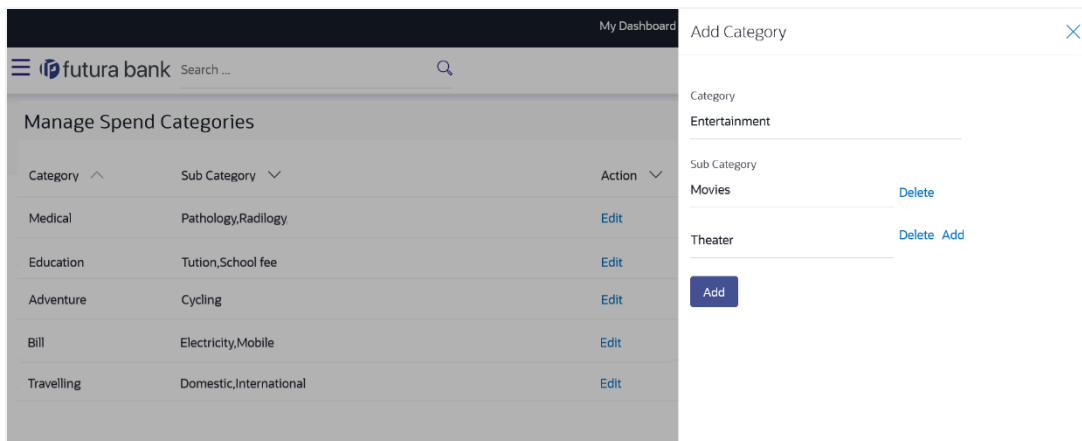 My Dashboard
futura bank Search ...
Manage Spend Categories
Category Sub Category Action
Medical Pathology,Radilogy Edit
Education Tution,School fee Edit
Adventure Cycling Edit
Bill Electricity,Mobile Edit
Travelling Domestic,International Edit
Add Category
Category
Entertainment
Sub Category
Movies Delete
Theater Delete Add
Add